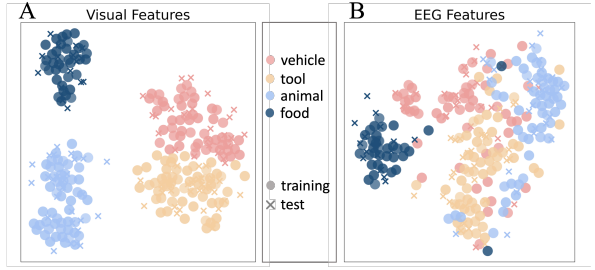 A
Visual Features
B
EEG Features
vehicle
tool
animal
food
training
test